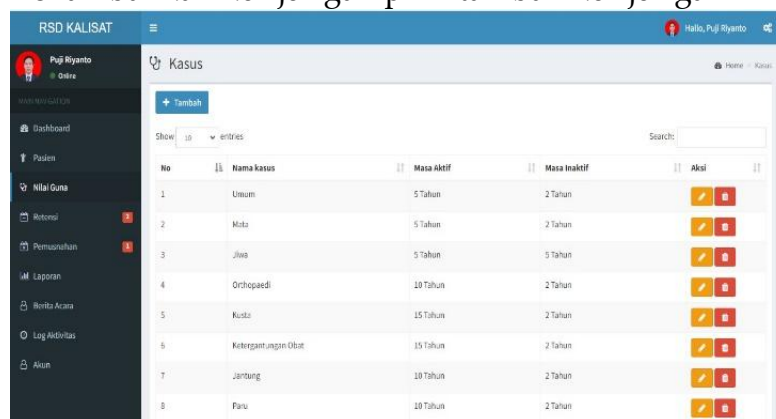 RSD KALISAT
Hallo, Puji Riyanto
Puji Riyanto
Online
Kasus
Home > Kasus
MAIN NAVIGATION
+ Tambah
Dashboard
Show 10 entries
Search:
Pasien
No Nama kasus Masa Aktif Masa Inaktif Aksi
Nilai Guna
1 Umum 5 Tahun 2 Tahun
Retensi
2 Mata 5 Tahun 2 Tahun
Pemusnahan
3 Jiwa 5 Tahun 5 Tahun
Laporan
4 Orthopaedi 10 Tahun 2 Tahun
Berita Acara
5 Kusta 15 Tahun 2 Tahun
Log Aktivitas
6 Ketergantungan Obat 15 Tahun 2 Tahun
Akun
7 Jantung 10 Tahun 2 Tahun
8 Paru 10 Tahun 2 Tahun